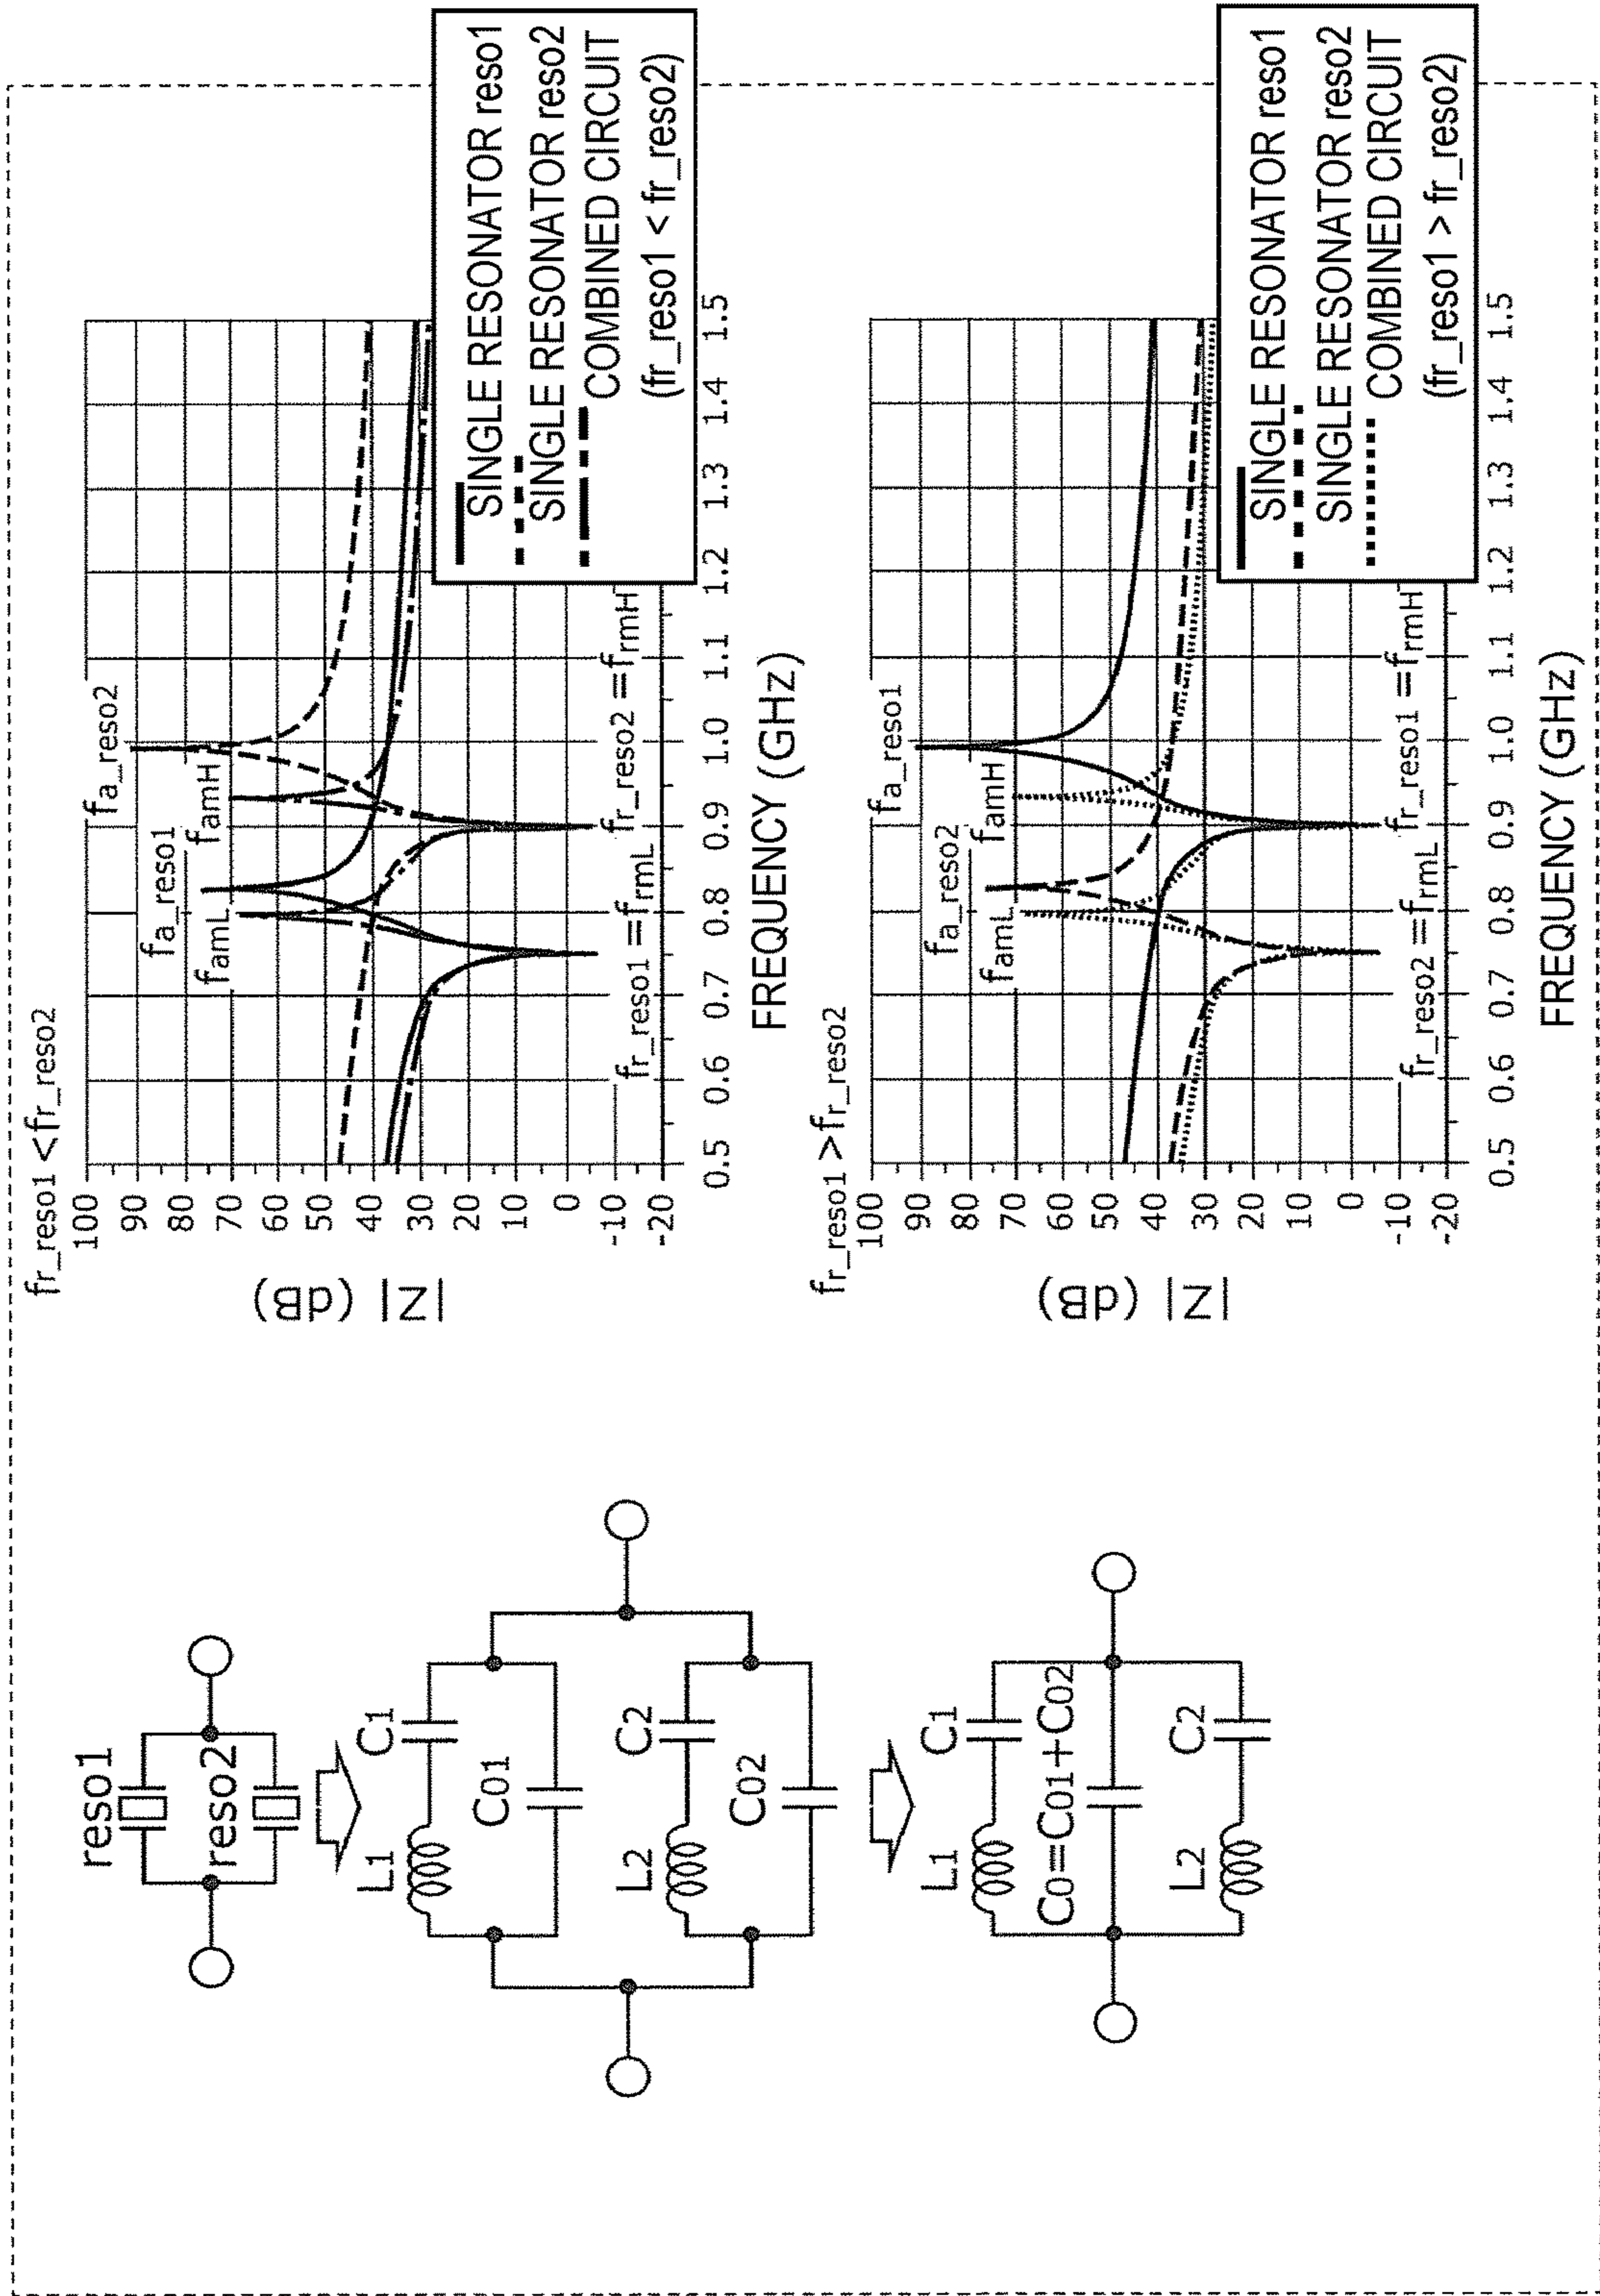 reso1
reso2
L1
C1
C01
L2
C2
C02
L1
C1
C0=C01+C02
L2
C2
fr_reso1 <fr_reso2
|Z| (dB)
100
90
80
70
60
50
40
30
20
10
0
-10
-20
fa_reso2
fa_reso1
famL
famH
fr_reso1 =frmL
fr_reso2 =frmH
0.5 0.6 0.7 0.8 0.9 1.0 1.1 1.2 1.3 1.4 1.5
FREQUENCY (GHz)
SINGLE RESONATOR reso1
SINGLE RESONATOR reso2
COMBINED CIRCUIT
(fr_reso1 < fr_reso2)
fr_reso1 >fr_reso2
|Z| (dB)
100
90
80
70
60
50
40
30
20
10
0
-10
-20
fa_reso1
fa_reso2
famL
famH
fr_reso2 =frmL
fr_reso1 =frmH
0.5 0.6 0.7 0.8 0.9 1.0 1.1 1.2 1.3 1.4 1.5
FREQUENCY (GHz)
SINGLE RESONATOR reso1
SINGLE RESONATOR reso2
COMBINED CIRCUIT
(fr_reso1 > fr_reso2)